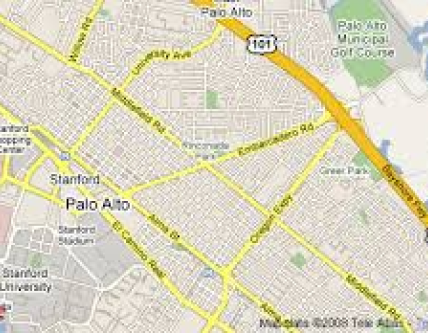 East
Palo Alto
101
Palo Alto
Municipal
Golf Course
Willow Rd
University Ave
Middlefield Rd
Rinconada
Park
Embarcadero Rd
Stanford
Shopping
Center
Greer Park
Bayshore Fwy
Stanford
Palo Alto
Stanford
Stadium
Alma St
El Camino Real
Oregon Expy
Stanford
University
Middlefield Rd
Alma
©2008 Tele Atlas